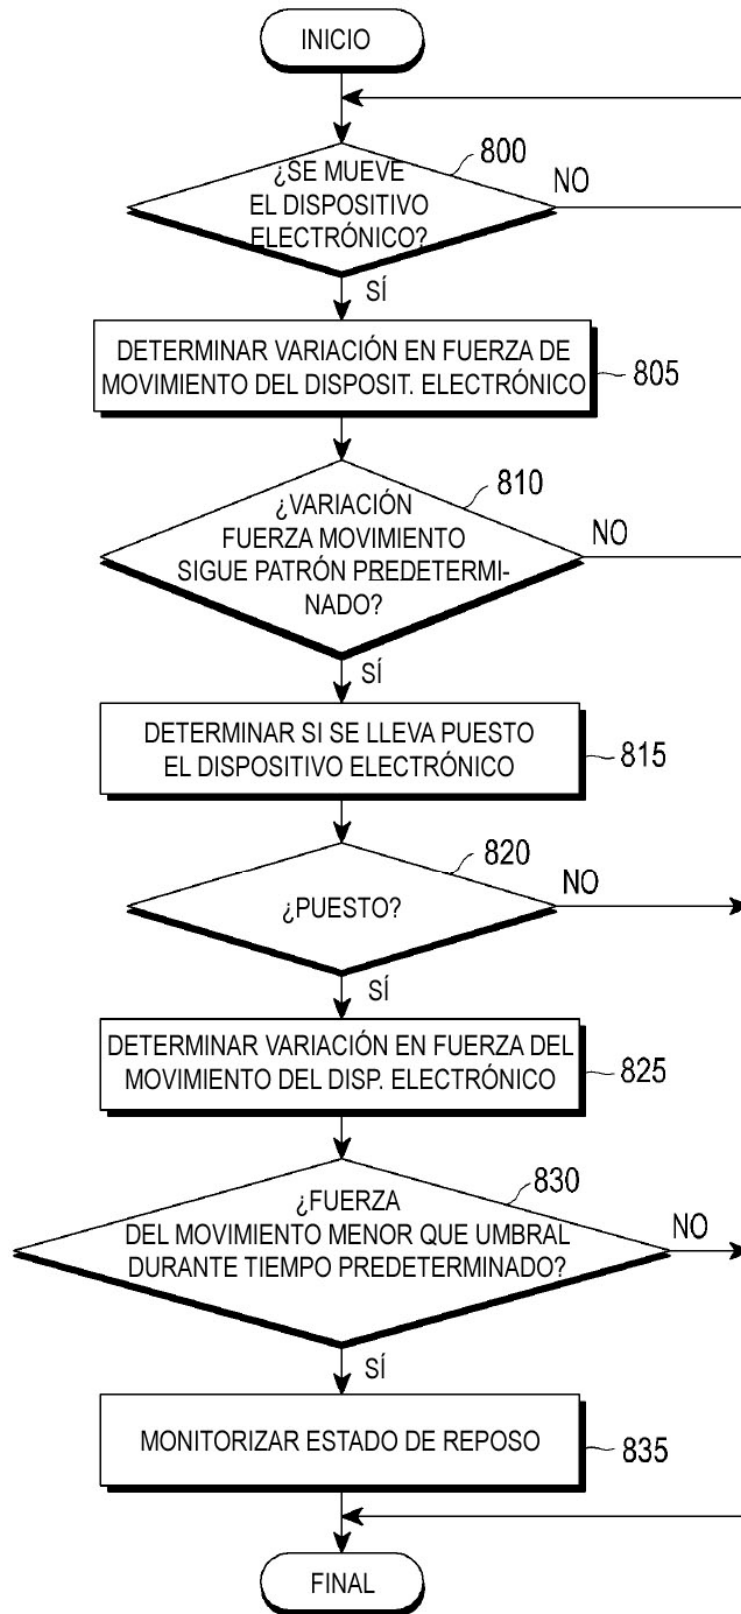 INICIO
800
¿SE MUEVE
EL DISPOSITIVO
ELECTRÓNICO?
NO
SÍ
DETERMINAR VARIACIÓN EN FUERZA DE
MOVIMIENTO DEL DISPOSIT. ELECTRÓNICO
805
810
¿VARIACIÓN
FUERZA MOVIMIENTO
SIGUE PATRÓN PREDETERMI-
NADO?
NO
SÍ
DETERMINAR SI SE LLEVA PUESTO
EL DISPOSITIVO ELECTRÓNICO
815
820
¿PUESTO?
NO
SÍ
DETERMINAR VARIACIÓN EN FUERZA DEL
MOVIMIENTO DEL DISP. ELECTRÓNICO
825
830
¿FUERZA
DEL MOVIMIENTO MENOR QUE UMBRAL
DURANTE TIEMPO PREDETERMINADO?
NO
SÍ
MONITORIZAR ESTADO DE REPOSO
835
FINAL